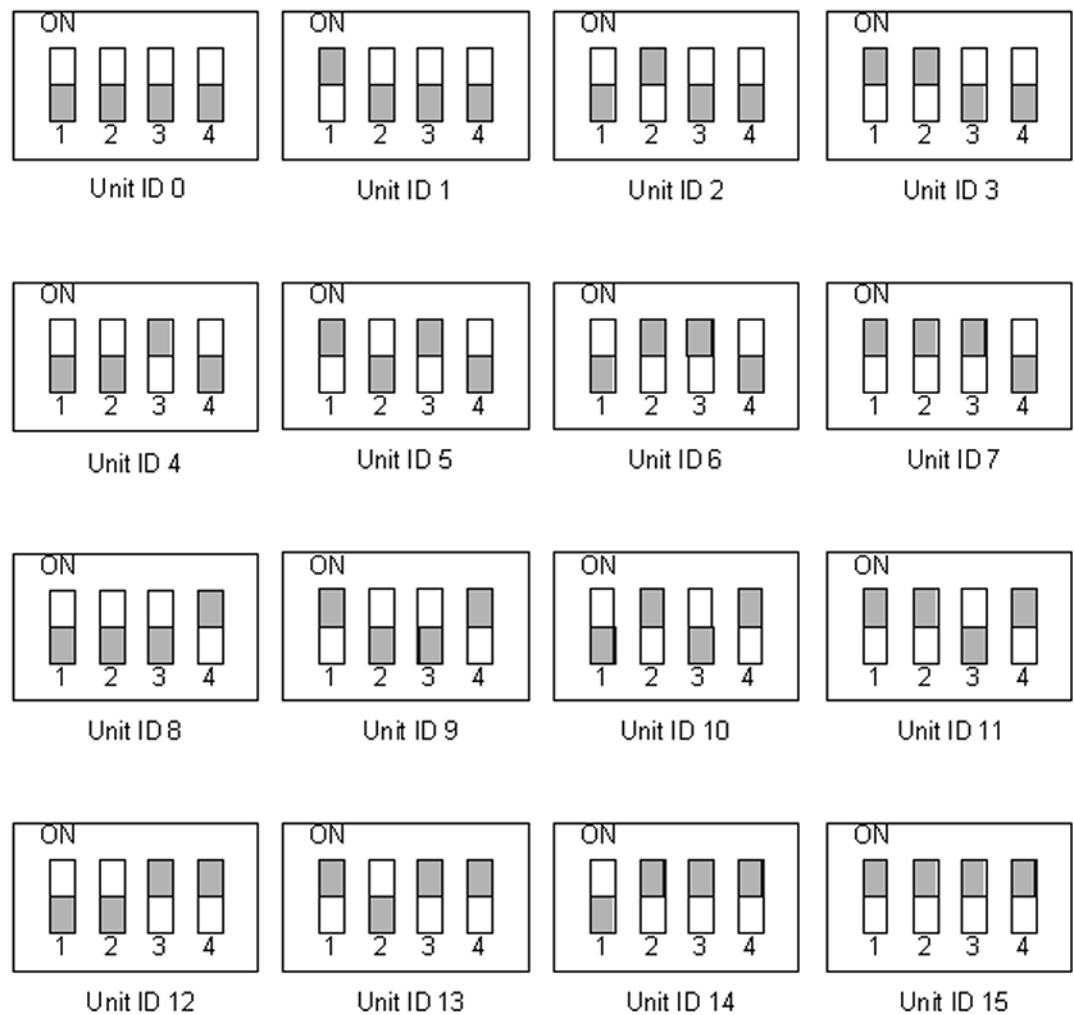 ON ON ON ON
1 2 3 4 1 2 3 4 1 2 3 4 1 2 3 4
Unit ID 0 Unit ID 1 Unit ID 2 Unit ID 3
ON ON ON ON
1 2 3 4 1 2 3 4 1 2 3 4 1 2 3 4
Unit ID 4 Unit ID 5 Unit ID 6 Unit ID 7
ON ON ON ON
1 2 3 4 1 2 3 4 1 2 3 4 1 2 3 4
Unit ID 8 Unit ID 9 Unit ID 10 Unit ID 11
ON ON ON ON
1 2 3 4 1 2 3 4 1 2 3 4 1 2 3 4
Unit ID 12 Unit ID 13 Unit ID 14 Unit ID 15